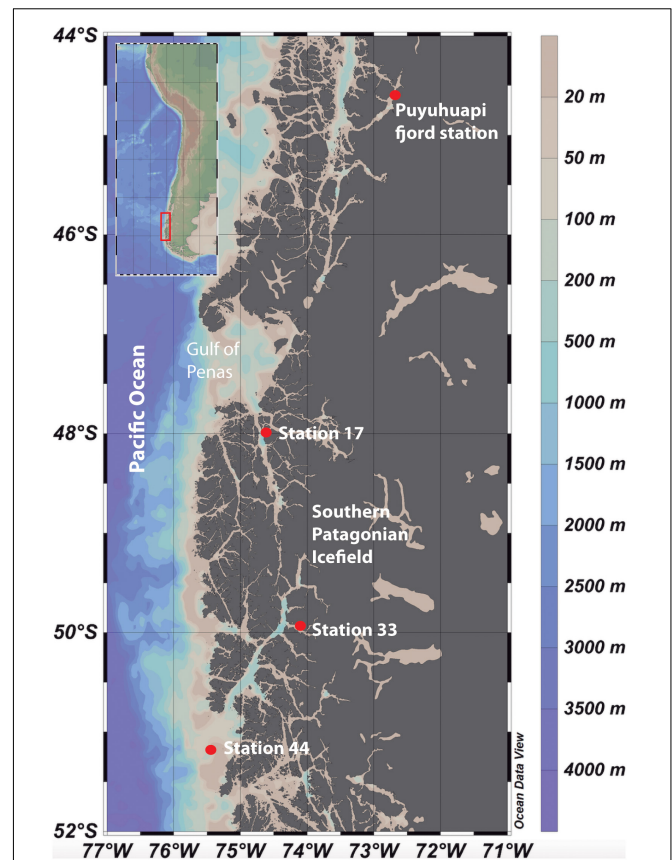 44°S
46°S
48°S
50°S
52°S
77°W 76°W 75°W 74°W 73°W 72°W 71°W
Puyuhuapi
fjord station
Gulf of
Penas
Pacific Ocean
Station 17
Southern
Patagonian
Icefield
Station 33
Station 44
Ocean Data View
20 m
50 m
100 m
200 m
500 m
1000 m
1500 m
2000 m
2500 m
3000 m
3500 m
4000 m